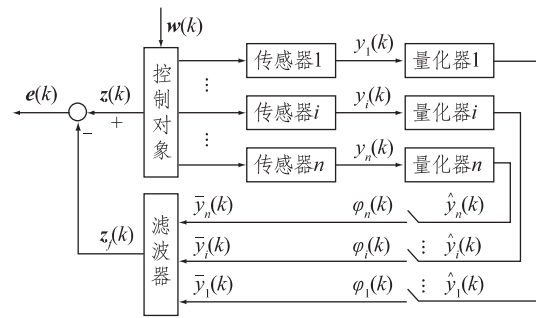 w(k)
传感器1 y₁(k) 量化器1
e(k) z(k) 控制对象 ⋮ 传感器i yᵢ(k) 量化器i
− + ⋮
传感器n yₙ(k) 量化器n
z_f(k) 滤波器 ȳₙ(k) φₙ(k) ŷₙ(k)
ȳᵢ(k) φᵢ(k) ⋮ ŷᵢ(k)
ȳ₁(k) φ₁(k) ⋮ ŷ₁(k)